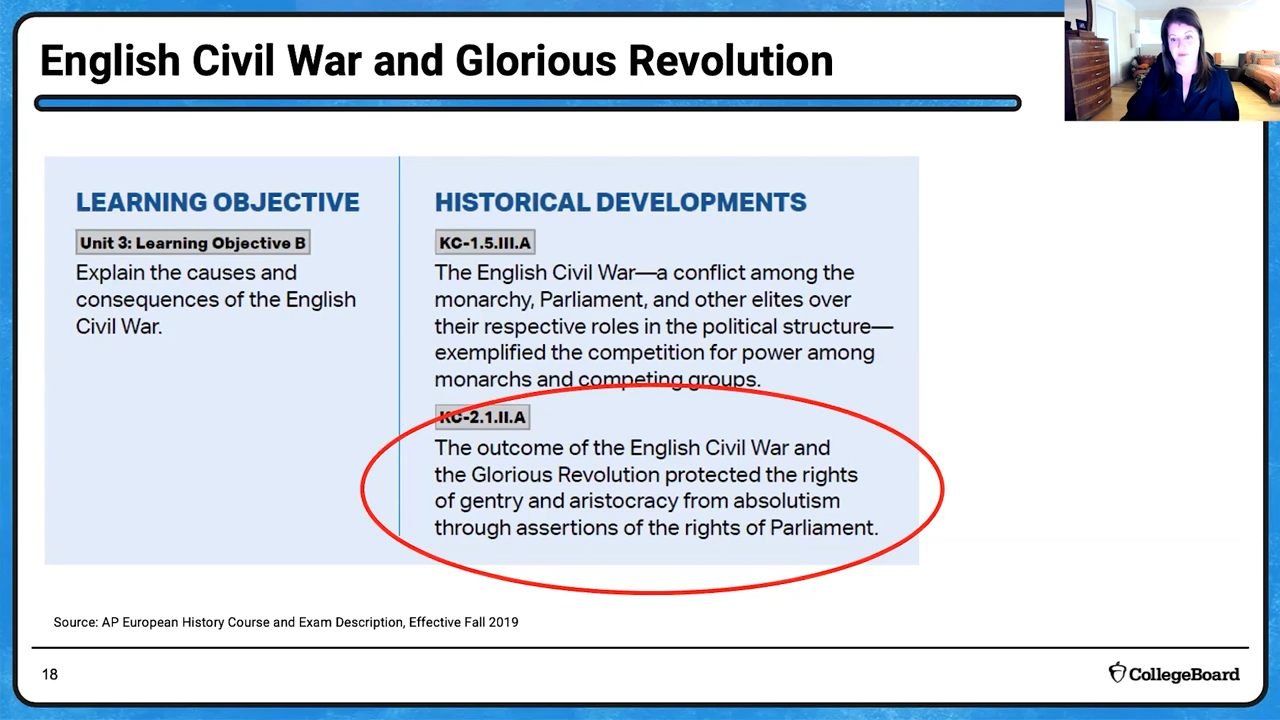 English Civil War and Glorious Revolution
LEARNING OBJECTIVE
Unit 3: Learning Objective B
Explain the causes and
consequences of the English
Civil War.
HISTORICAL DEVELOPMENTS
KC-1.5.III.A
The English Civil War—a conflict among the
monarchy, Parliament, and other elites over
their respective roles in the political structure—
exemplified the competition for power among
monarchs and competing groups.
KC-2.1.II.A
The outcome of the English Civil War and
the Glorious Revolution protected the rights
of gentry and aristocracy from absolutism
through assertions of the rights of Parliament.
Source: AP European History Course and Exam Description, Effective Fall 2019
18
CollegeBoard